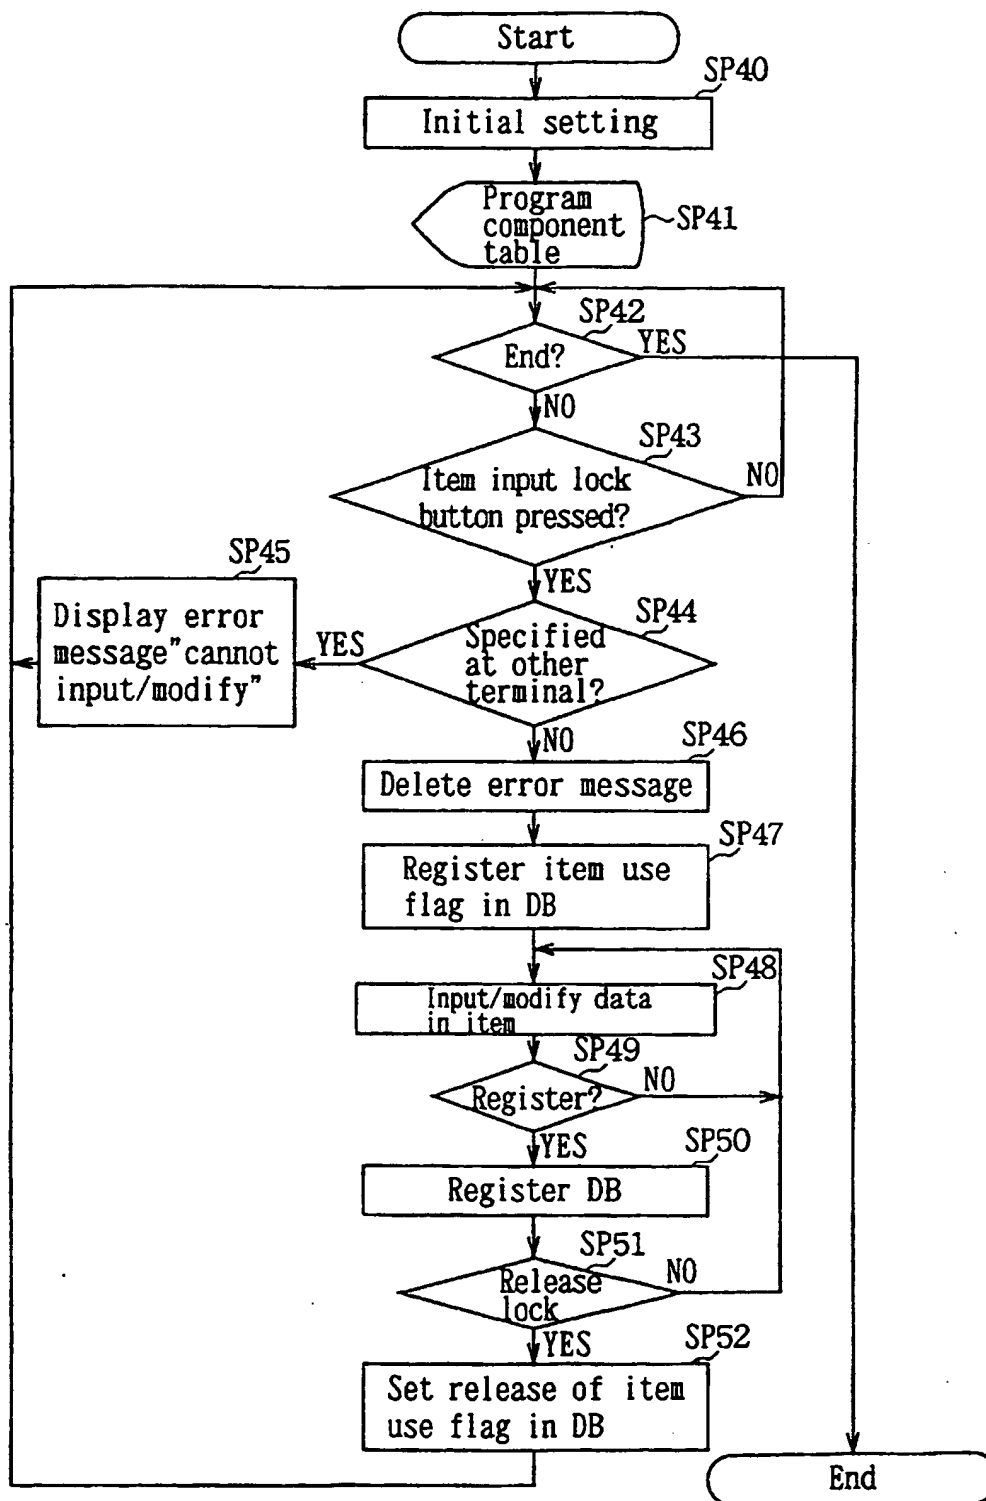 Start
SP40
Initial setting
Program
component
table
SP41
SP42
End?
YES
NO
SP43
Item input lock
button pressed?
NO
YES
SP45
Display error
message"cannot
input/modify"
YES
SP44
Specified
at other
terminal?
NO
SP46
Delete error message
SP47
Register item use
flag in DB
SP48
Input/modify data
in item
SP49
Register?
NO
YES
SP50
Register DB
SP51
Release
lock
NO
YES
SP52
Set release of item
use flag in DB
End